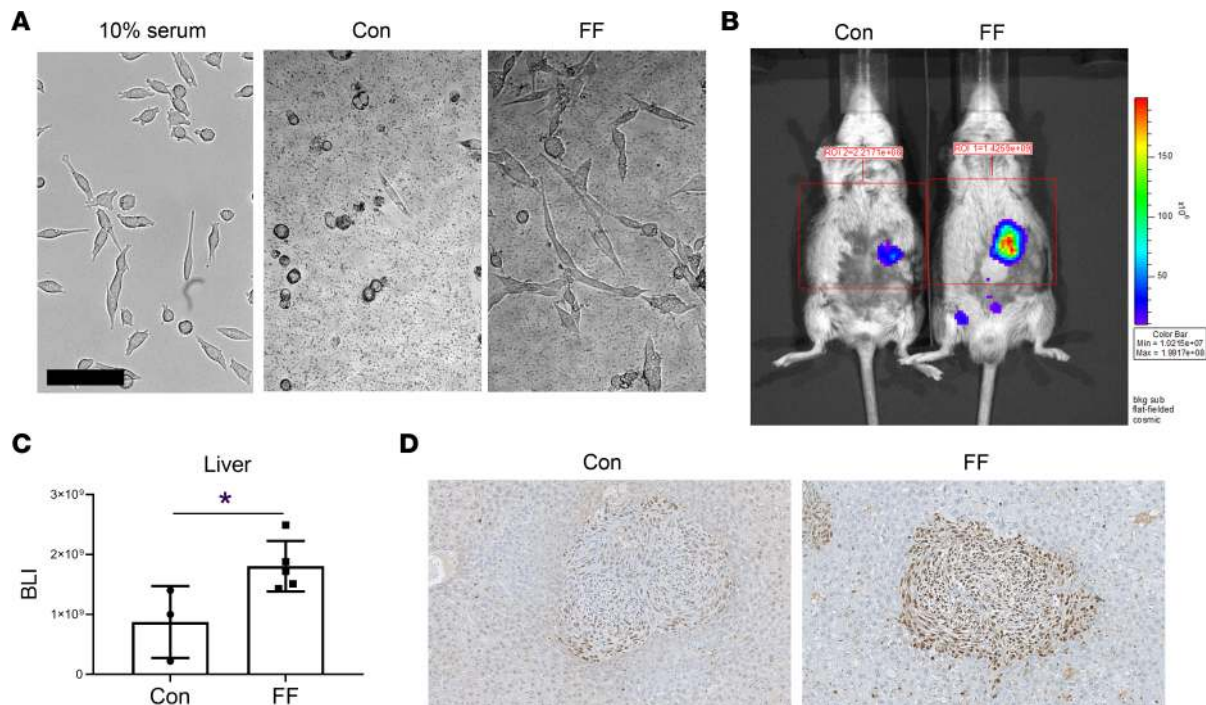 A
10% serum
Con
FF
B
Con
FF
ROI 2=2.2171e+08
ROI 1=1.4255e+09
150
100
50
x10⁶
Color Bar
Min = 1.0215e+07
Max = 1.9917e+08
bkg sub
flat-fielded
cosmic
C
Liver
*
BLI
3×10⁹
2×10⁹
1×10⁹
0
Con
FF
D
Con
FF